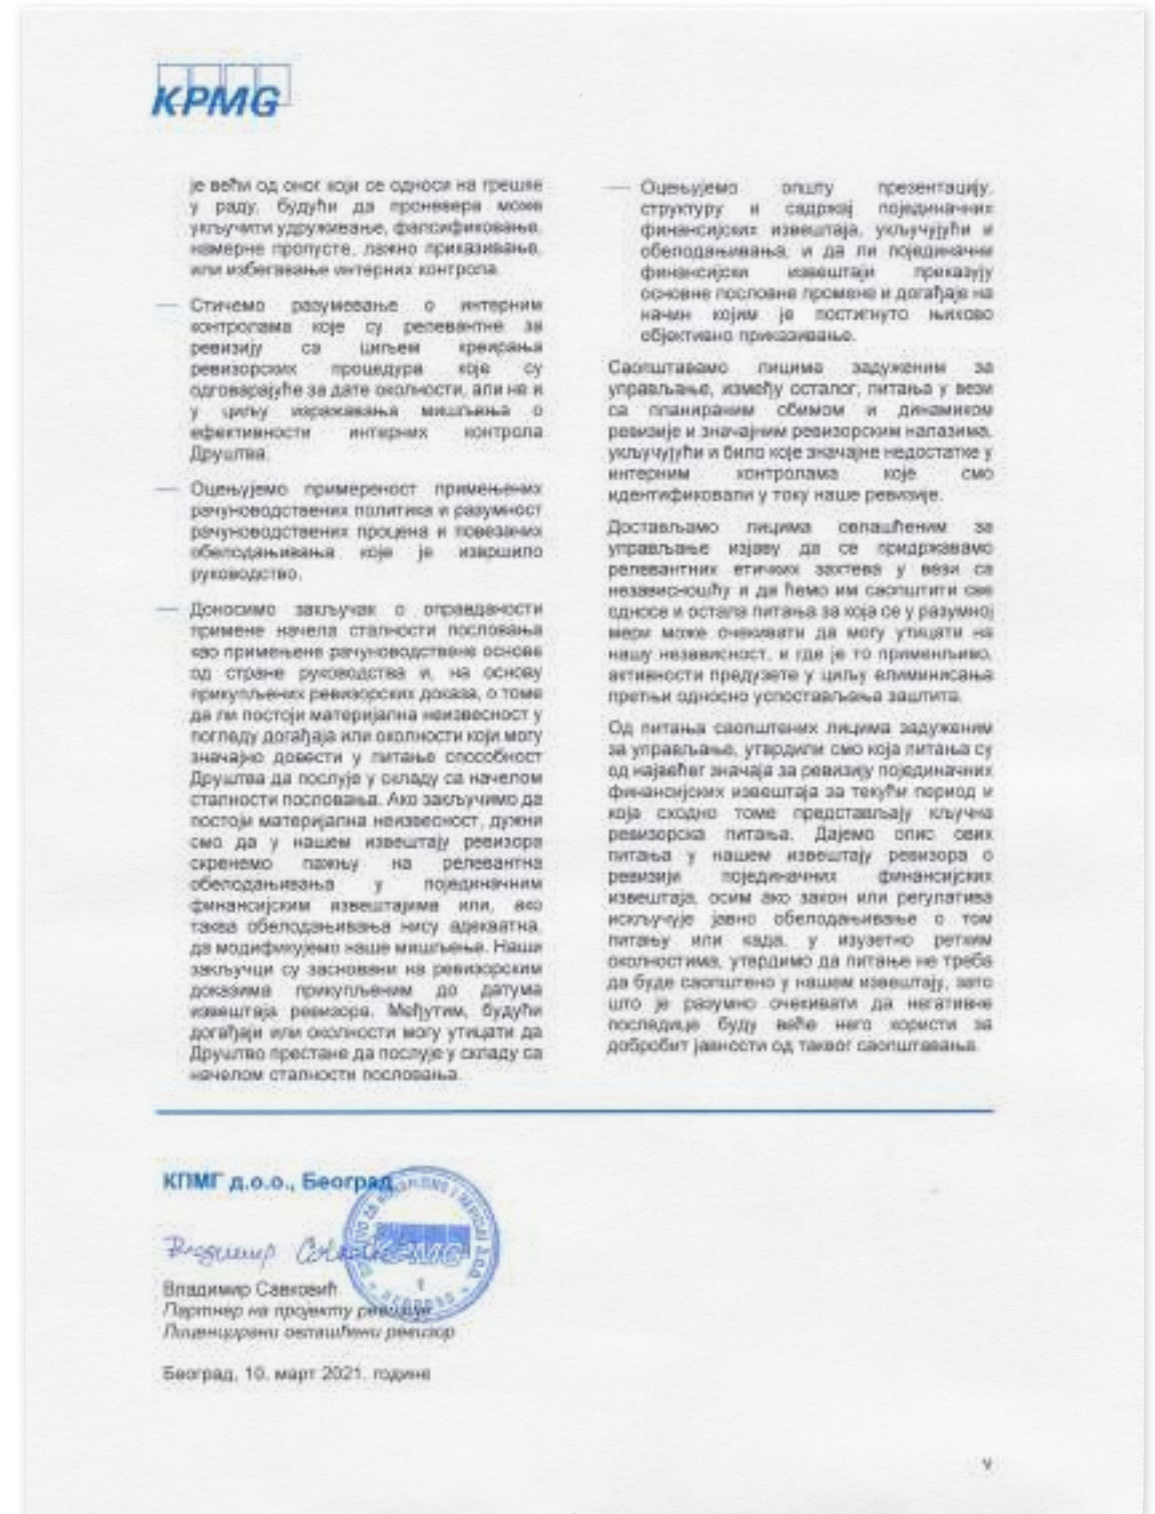 KPMG
је већи од оног који се односи на грешке
у раду, будући да проневера може
укључити удруживање, фалсификовање,
намерне пропусте, лажно приказивање,
или избегавање интерних контрола.
— Стичемо разумевање о интерним
контролама које су релевантне за
ревизију са циљем креирања
ревизорских процедура које су
одговарајуће за дате околности, али не и
у циљу изражавања мишљења о
ефективности интерних контрола
Друштва.
— Оцењујемо примереност примењених
рачуноводствених политика и разумност
рачуноводствених процена и повезаних
обелодањивања које је извршило
руководство.
— Доносимо закључак о оправданости
примене начела сталности пословања
као примењене рачуноводствене основе
од стране руководства и, на основу
прикупљених ревизорских доказа, о томе
да ли постоји материјална неизвесност у
погледу догађаја или околности који могу
значајно довести у питање способност
Друштва да послује у складу са начелом
сталности пословања. Ако закључимо да
постоји материјална неизвесност, дужни
смо да у нашем извештају ревизора
скренемо пажњу на релевантна
обелодањивања у појединачним
финансијским извештајима или, ако
таква обелодањивања нису адекватна,
да модификујемо наше мишљење. Наши
закључци су засновани на ревизорским
доказима прикупљеним до датума
извештаја ревизора. Међутим, будући
догађаји или околности могу утицати да
Друштво престане да послује у складу са
начелом сталности пословања.
— Оцењујемо општу презентацију,
структуру и садржај појединачних
финансијских извештаја, укључујући и
обелодањивања, и да ли појединачни
финансијски извештаји приказују
основне пословне промене и догађаје на
начин којим је постигнуто њихово
објективно приказивање.
Саопштавамо лицима задуженим за
управљање, између осталог, питања у вези
са планираним обимом и динамиком
ревизије и значајним ревизорским налазима,
укључујући и било које значајне недостатке у
интерним контролама које смо
идентификовали у току наше ревизије.
Достављамо лицима овлашћеним за
управљање изјаву да се придржавамо
релевантних етичких захтева у вези са
независношћу и да ћемо им саопштити све
односе и остала питања за која се у разумној
мери може очекивати да могу утицати на
нашу независност, и где је то применљиво,
активности предузете у циљу елиминисања
претњи односно успостављања заштита.
Од питања саопштених лицима задуженим
за управљање, утврдили смо која питања су
од највећег значаја за ревизију појединачних
финансијских извештаја за текући период и
која сходно томе представљају кључна
ревизорска питања. Дајемо опис ових
питања у нашем извештају ревизора о
ревизији појединачних финансијских
извештаја, осим ако закон или регулатива
искључује јавно обелодањивање о том
питању или када, у изузетно ретким
околностима, утврдимо да питање не треба
да буде саопштено у нашем извештају, зато
што је разумно очекивати да негативне
последице буду веће него користи за
добробит јавности од таквог саопштавања.
КПМГ д.о.о., Београд
Владимир
KPMG
1
Владимир Савковић
Партнер на пројекту ревизије
Лиценцирани овлашћени ревизор
Београд, 10. март 2021. године
v